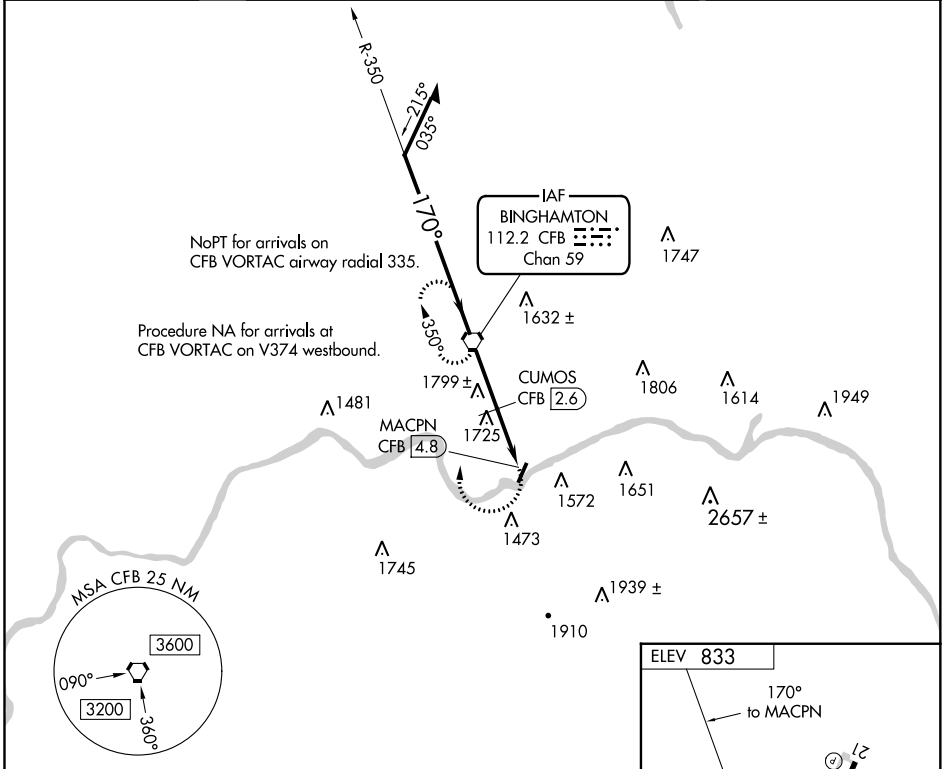 R-350
215°
035°
170°
IAF
BINGHAMTON
112.2 CFB
Chan 59
1747
NoPT for arrivals on
CFB VORTAC airway radial 335.
1632 ±
350°
Procedure NA for arrivals at
CFB VORTAC on V374 westbound.
1799 ±
CUMOS
CFB 2.6
1806
1614
1949
1481
1725
MACPN
CFB 4.8
1572
1651
2657 ±
1473
1745
1939 ±
1910
MSA CFB 25 NM
3600
090°
3200
360°
ELEV 833
170°
to MACPN
21
P